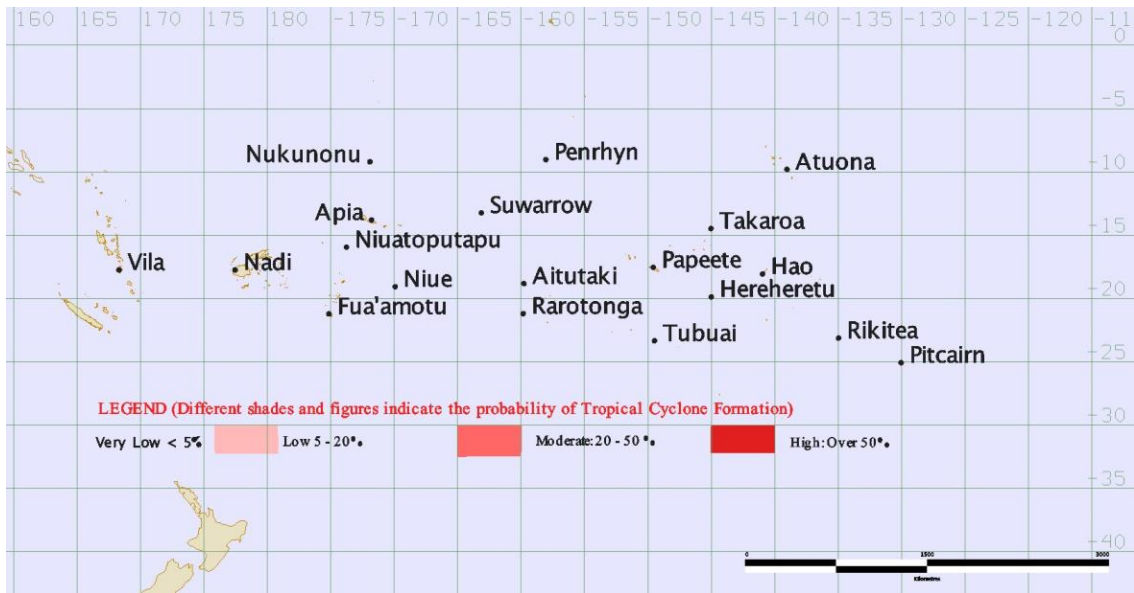 160 165 170 175 180 -175 -170 -165 -160 -155 -150 -145 -140 -135 -130 -125 -120 -11
0
-5
Nukunonu
Penrhyn
Atuona
-10
Suwarrow
Apia
Takaroa
-15
Niuatoputapu
Vila
Nadi
Papeete
Hao
Niue
Aitutaki
Hereheretu
-20
Fua'amotu
Rarotonga
Tubuai
Rikitea
Pitcairn
-25
LEGEND (Different shades and figures indicate the probability of Tropical Cyclone Formation)
-30
Very Low < 5% Low 5 - 20% Moderate: 20 - 50 % High: Over 50%
-35
-40
0 1500 3000
Kilometres